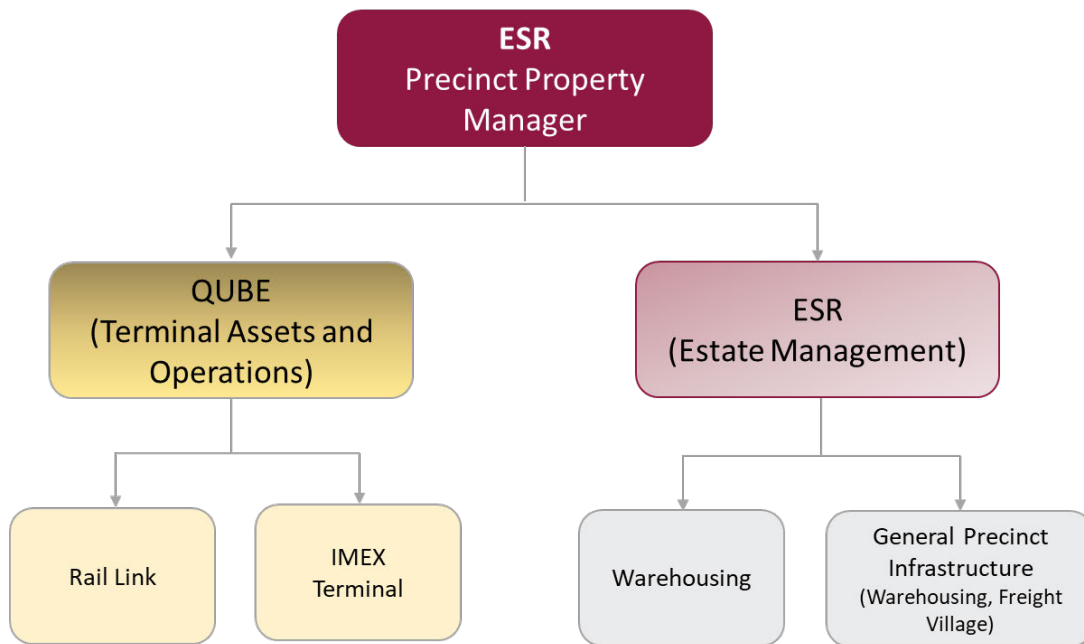 ESR
Precinct Property
Manager
QUBE
(Terminal Assets and
Operations)
ESR
(Estate Management)
Rail Link
IMEX
Terminal
Warehousing
General Precinct
Infrastructure
(Warehousing, Freight
Village)